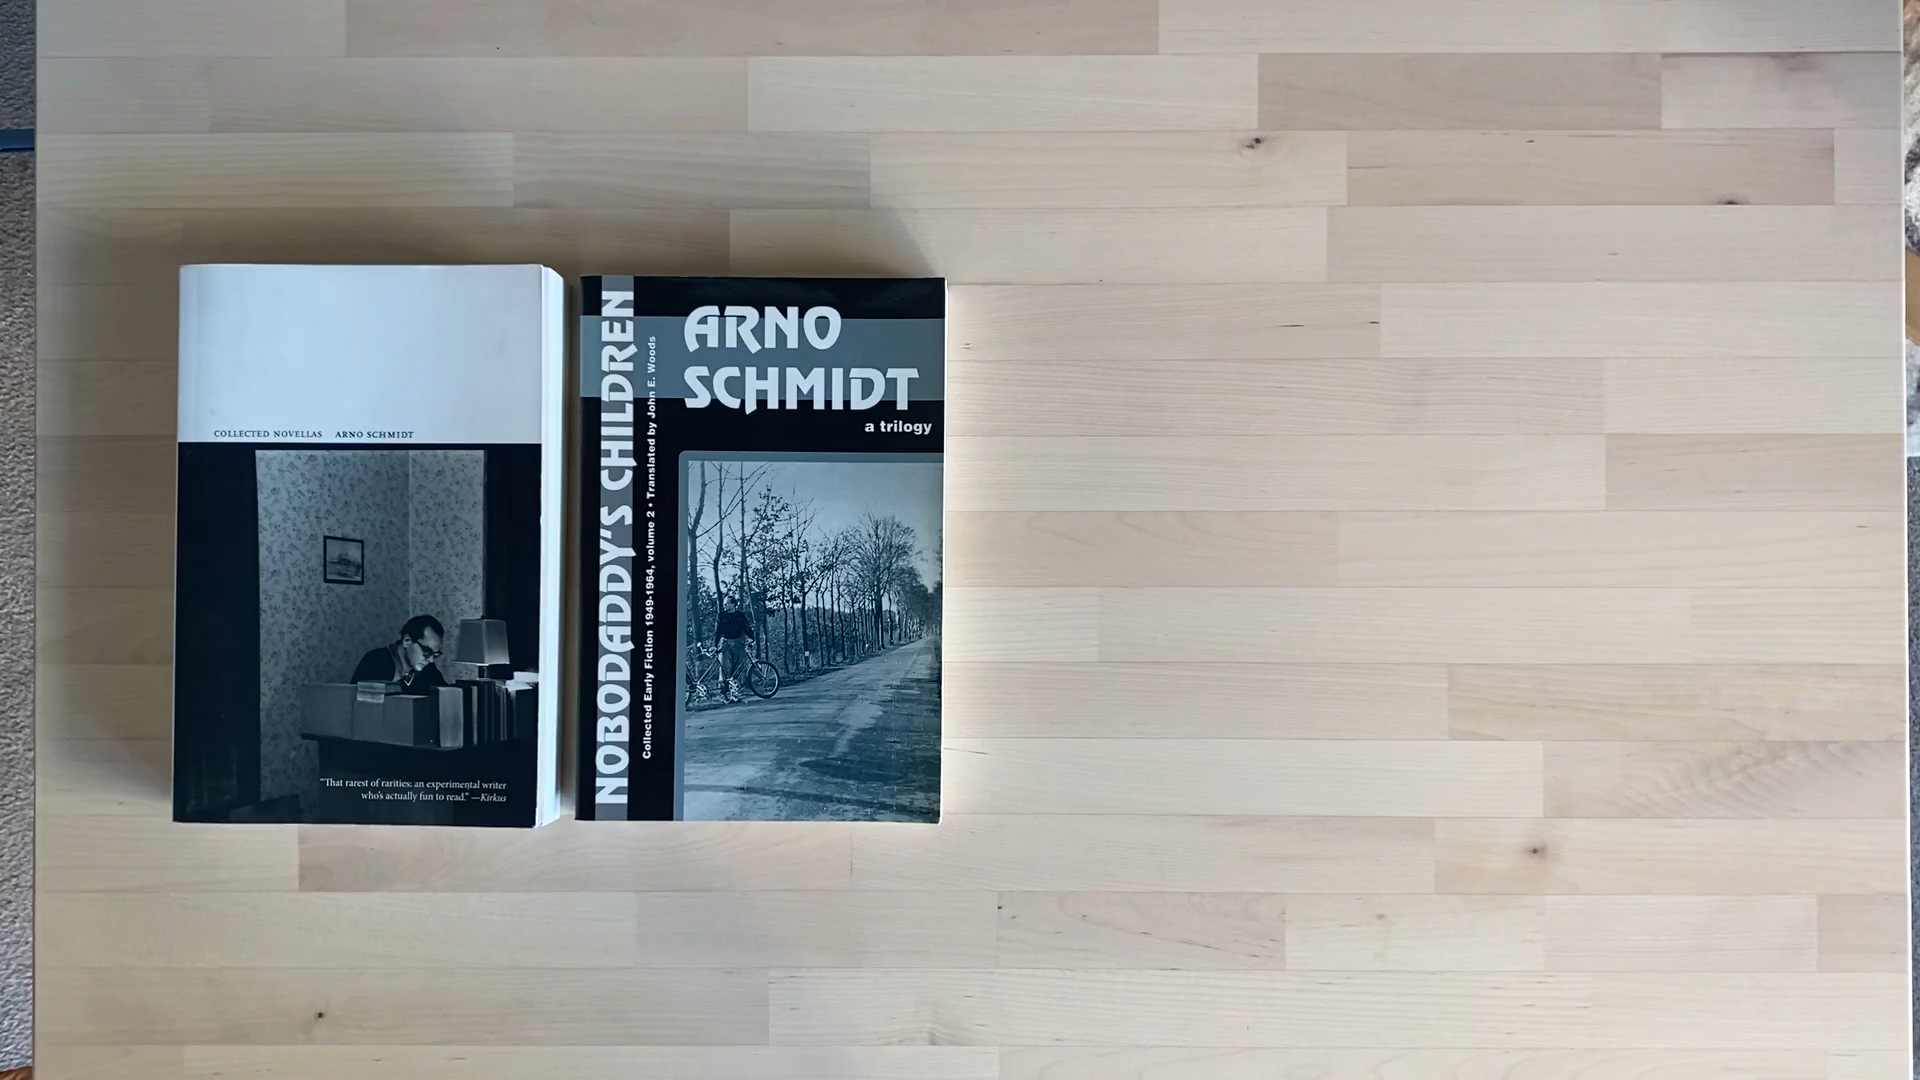 COLLECTED NOVELLAS ARNO SCHMIDT
"That rarest of rarities: an experimental writer
who's actually fun to read." —Kirkus
NOBODADDY'S CHILDREN
Collected Early Fiction 1949-1964, volume 2 • Translated by John E. Woods
ARNO
SCHMIDT
a trilogy